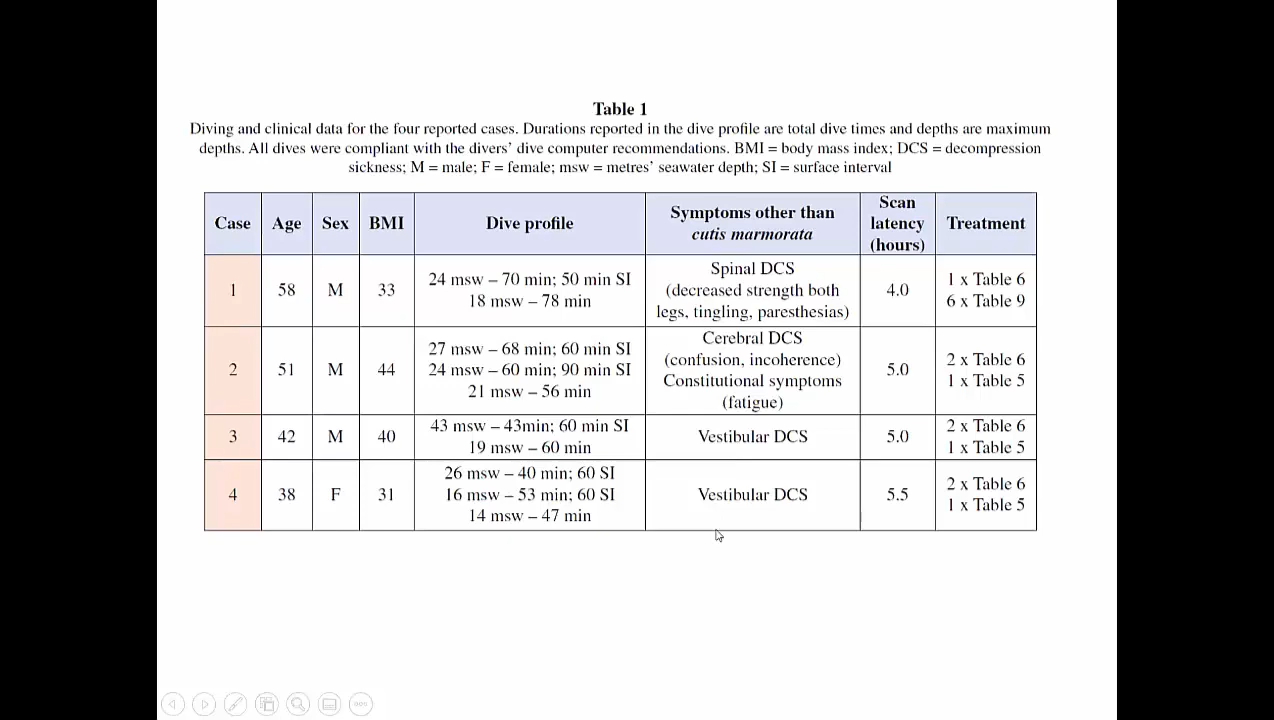 Table 1
Diving and clinical data for the four reported cases. Durations reported in the dive profile are total dive times and depths are maximum
depths. All dives were compliant with the divers' dive computer recommendations. BMI = body mass index; DCS = decompression
sickness; M = male; F = female; msw = metres' seawater depth; SI = surface interval
Case Age Sex BMI Dive profile Symptoms other than cutis marmorata Scan latency (hours) Treatment
1 58 M 33 24 msw – 70 min; 50 min SI
18 msw – 78 min
Spinal DCS
(decreased strength both
legs, tingling, paresthesias)
4.0
1 x Table 6
6 x Table 9
2 51 M 44 27 msw – 68 min; 60 min SI
24 msw – 60 min; 90 min SI
21 msw – 56 min
Cerebral DCS
(confusion, incoherence)
Constitutional symptoms
(fatigue)
5.0
2 x Table 6
1 x Table 5
3 42 M 40 43 msw – 43min; 60 min SI
19 msw – 60 min
Vestibular DCS
5.0
2 x Table 6
1 x Table 5
4 38 F 31 26 msw – 40 min; 60 SI
16 msw – 53 min; 60 SI
14 msw – 47 min
Vestibular DCS
5.5
2 x Table 6
1 x Table 5